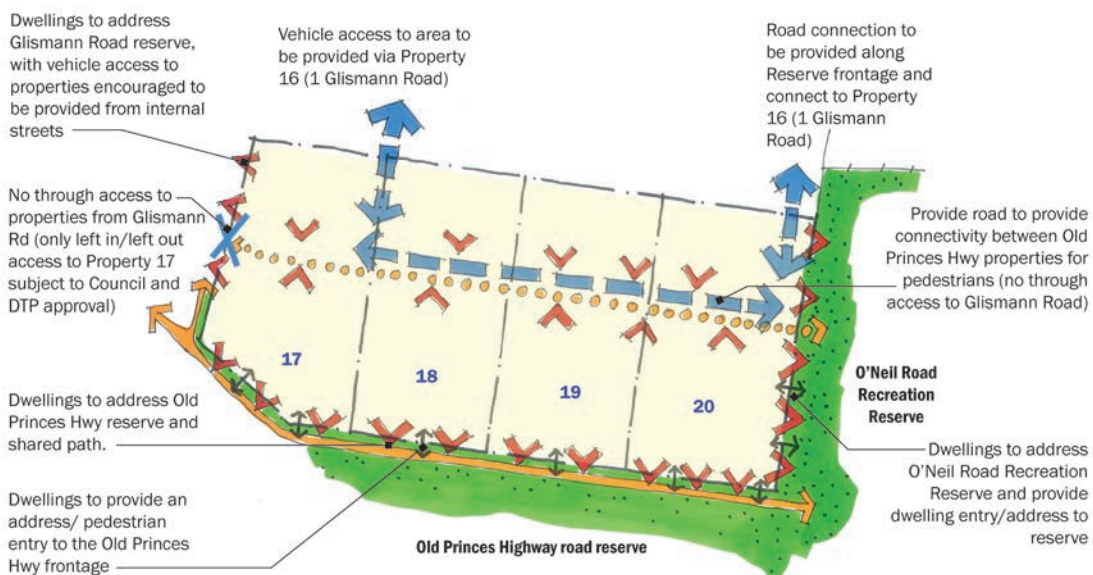 Dwellings to address
Glismann Road reserve,
with vehicle access to
properties encouraged to
be provided from internal
streets
Vehicle access to area to
be provided via Property
16 (1 Glismann Road)
Road connection to
be provided along
Reserve frontage and
connect to Property
16 (1 Glismann
Road)
No through access to
properties from Glismann
Rd (only left in/left out
access to Property 17
subject to Council and
DTP approval)
Provide road to provide
connectivity between Old
Princes Hwy properties for
pedestrians (no through
access to Glismann Road)
17
18
19
20
O'Neil Road
Recreation
Reserve
Dwellings to address Old
Princes Hwy reserve and
shared path.
Dwellings to address
O'Neil Road Recreation
Reserve and provide
dwelling entry/address to
reserve
Dwellings to provide an
address/ pedestrian
entry to the Old Princes
Hwy frontage
Old Princes Highway road reserve